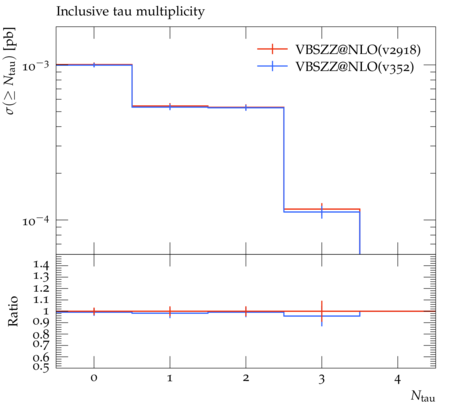 Inclusive tau multiplicity
σ(≥ Ntau) [pb]
VBSZZ@NLO(v2918)
VBSZZ@NLO(v352)
10⁻³
10⁻⁴
Ratio
1.4
1.3
1.2
1.1
1
0.9
0.8
0.7
0.6
0.5
0 1 2 3 4
Ntau